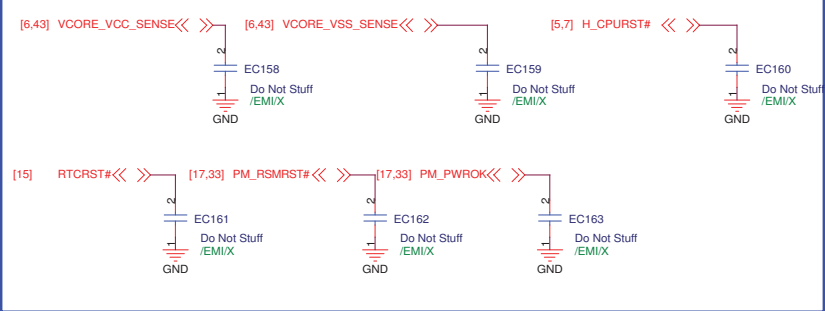 [6,43] VCORE_VCC_SENSE [6,43] VCORE_VSS_SENSE [5,7] H_CPURST#
2 2 2
EC158 EC159 EC160
1 1 1
Do Not Stuff Do Not Stuff Do Not Stuff
/EMI/X /EMI/X /EMI/X
GND GND GND
[15] RTCRST# [17,33] PM_RSMRST# [17,33] PM_PWROK
2 2 2
EC161 EC162 EC163
1 1 1
Do Not Stuff Do Not Stuff Do Not Stuff
/EMI/X /EMI/X /EMI/X
GND GND GND